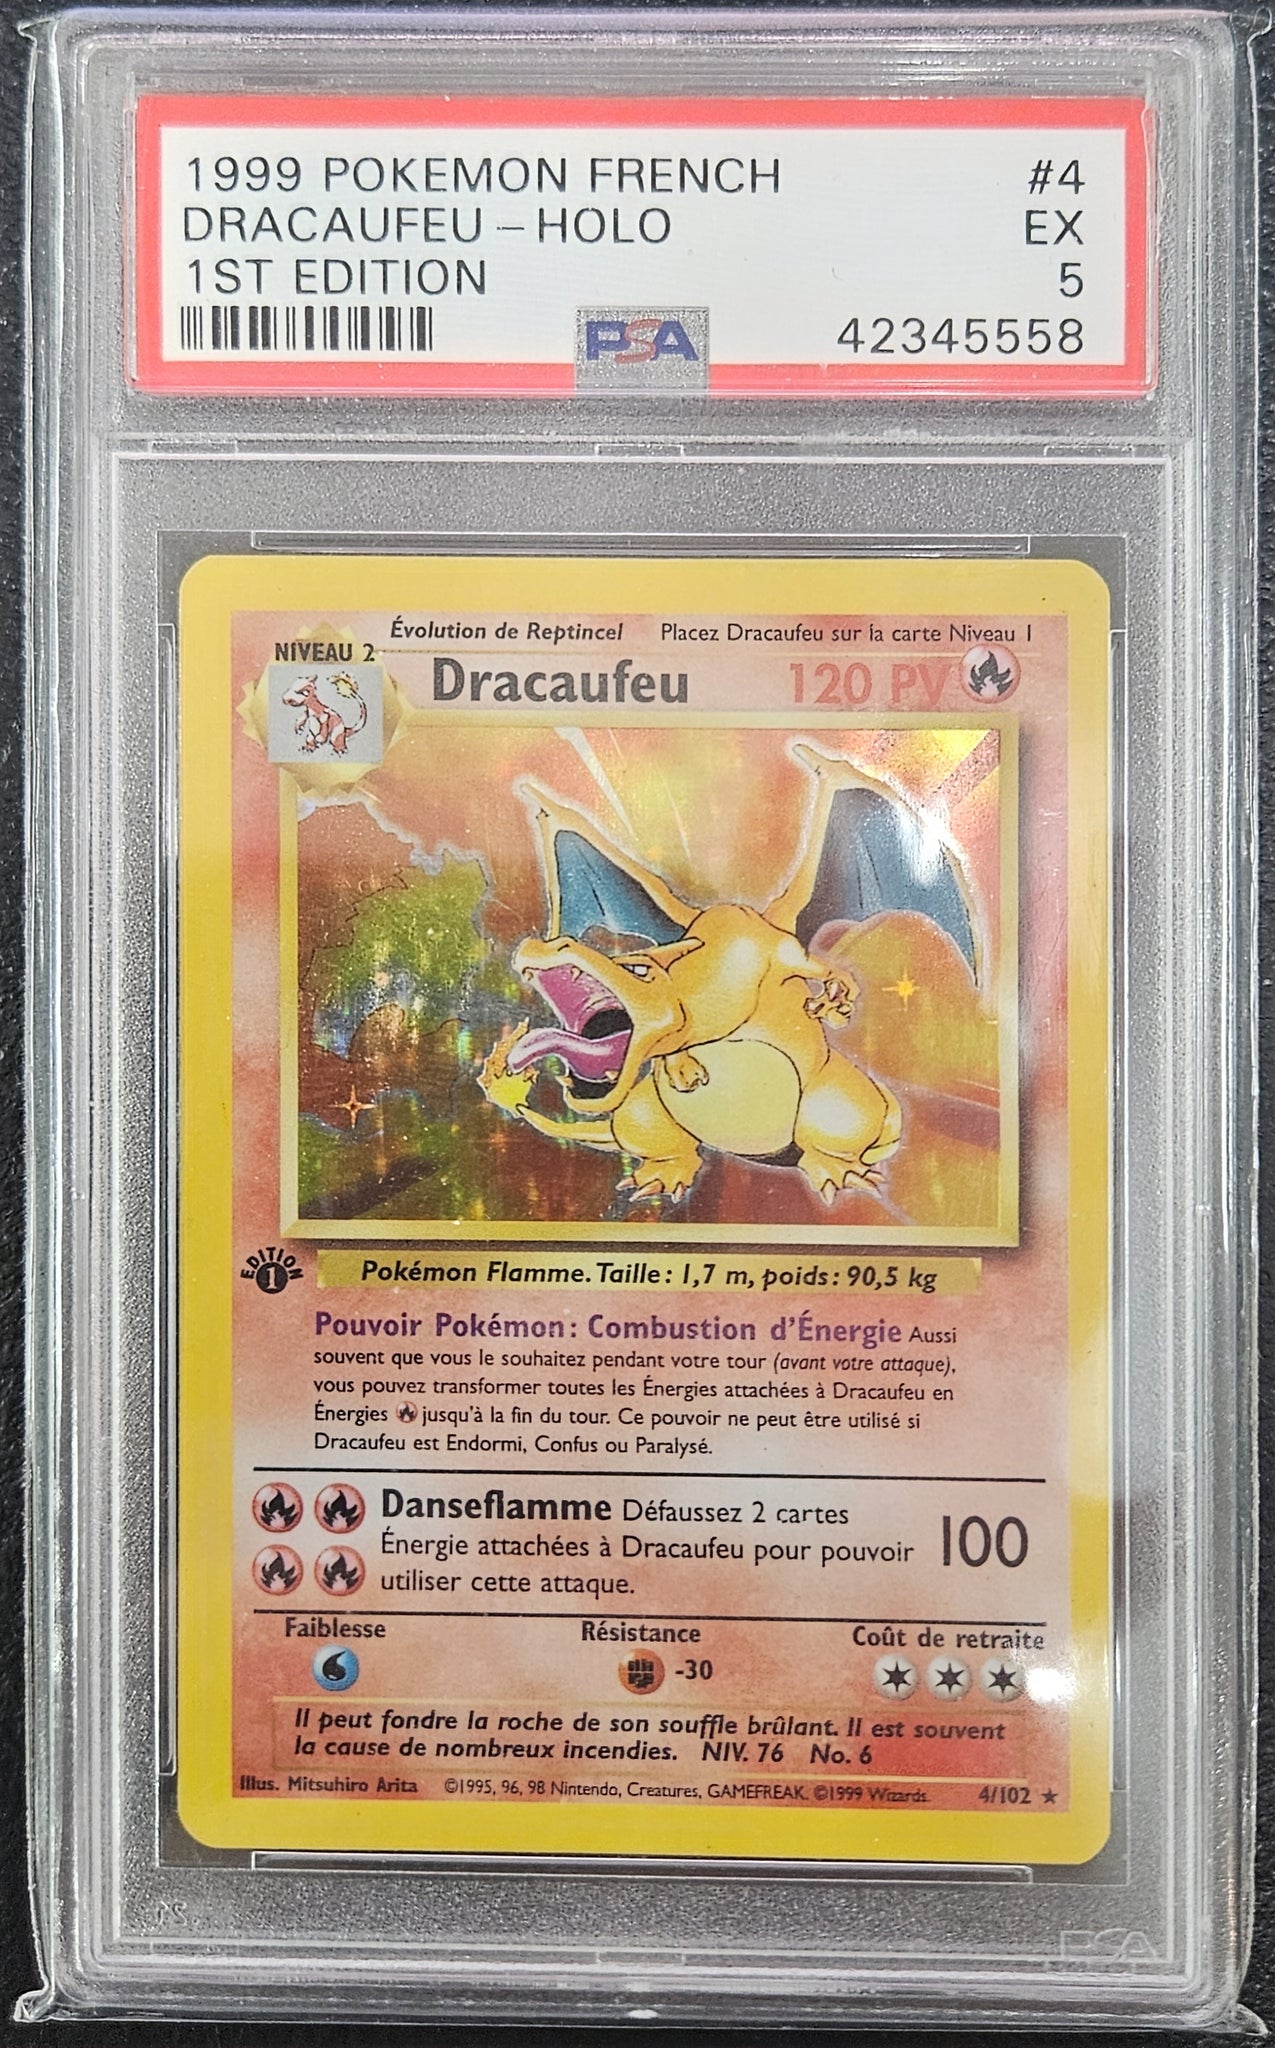 1999 POKEMON FRENCH #4
DRACAUFEU – HOLO EX
1ST EDITION 5
PSA 42345558
Évolution de Reptincel Placez Dracaufeu sur la carte Niveau 1
NIVEAU 2
Dracaufeu 120 PV
EDITION 1
Pokémon Flamme. Taille : 1,7 m, poids : 90,5 kg
Pouvoir Pokémon : Combustion d'Énergie Aussi
souvent que vous le souhaitez pendant votre tour (avant votre attaque),
vous pouvez transformer toutes les Énergies attachées à Dracaufeu en
Énergies jusqu'à la fin du tour. Ce pouvoir ne peut être utilisé si
Dracaufeu est Endormi, Confus ou Paralysé.
Danseflamme Défaussez 2 cartes
Énergie attachées à Dracaufeu pour pouvoir 100
utiliser cette attaque.
Faiblesse Résistance Coût de retraite
-30
Il peut fondre la roche de son souffle brûlant. Il est souvent
la cause de nombreux incendies. NIV. 76 No. 6
Illus. Mitsuhiro Arita ©1995, 96, 98 Nintendo, Creatures, GAMEFREAK. ©1999 Wizards. 4/102 ★
PSA